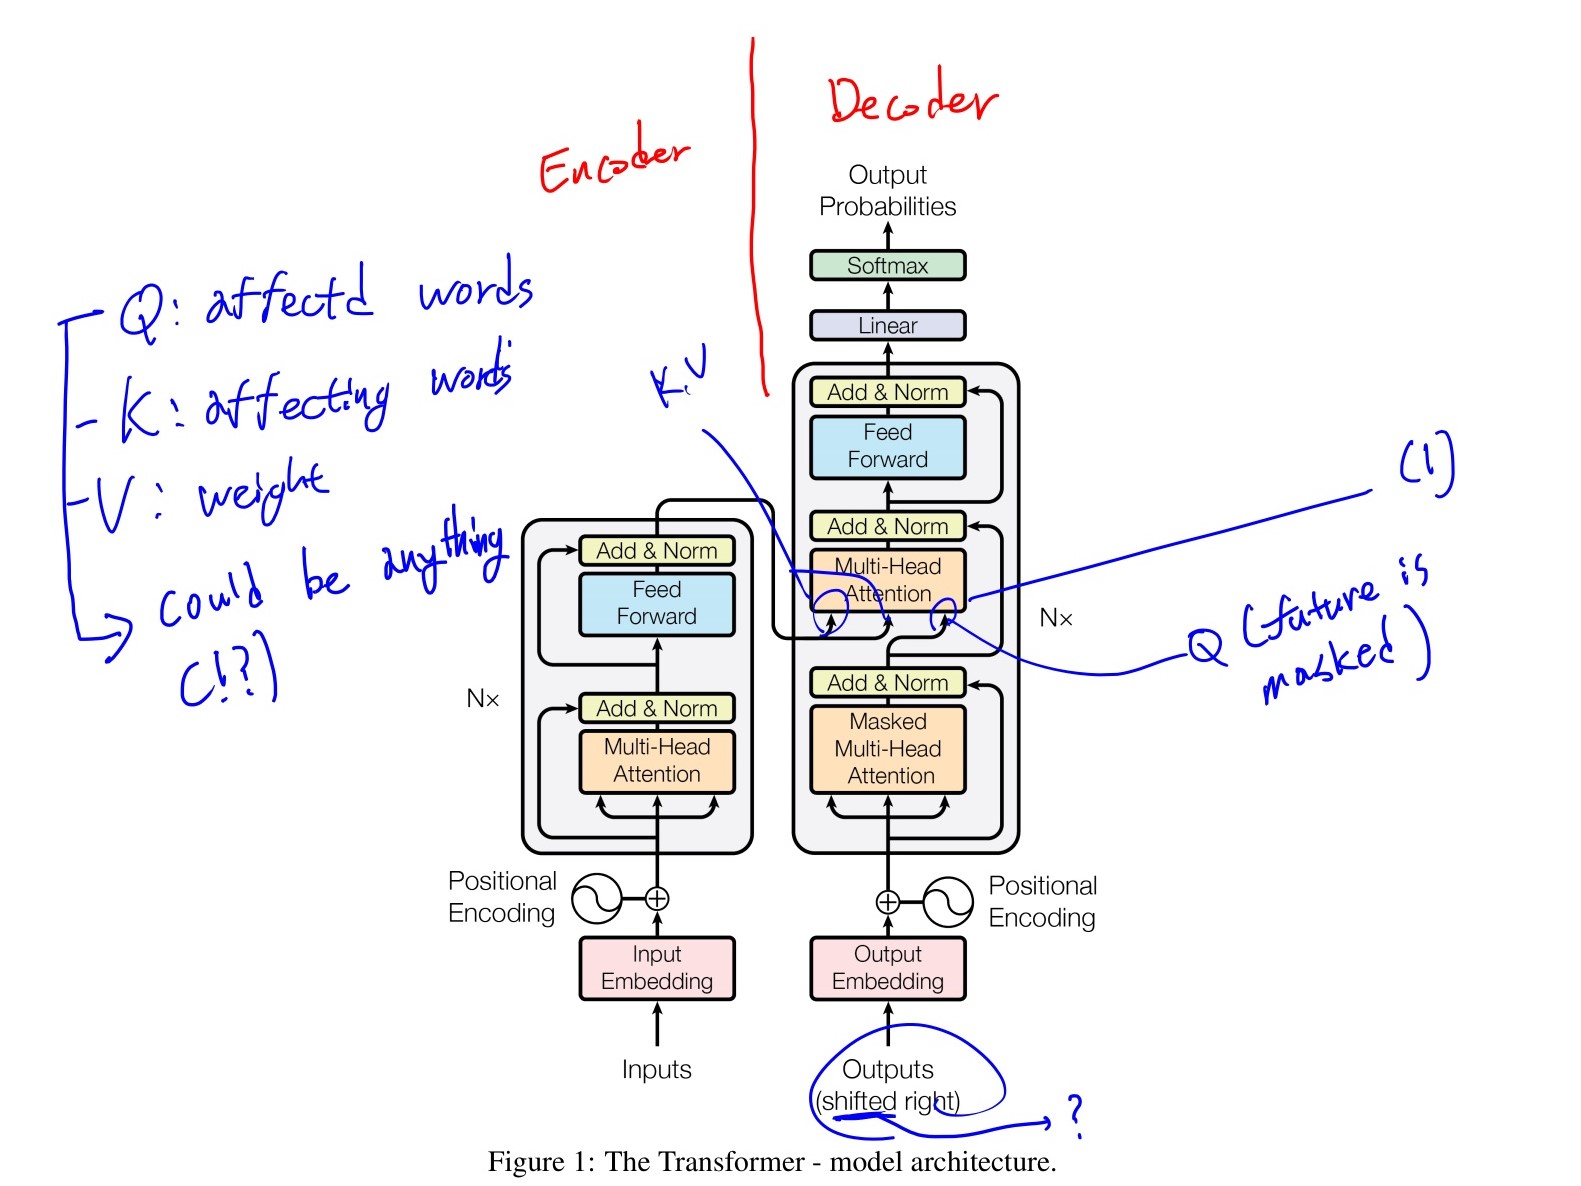 Decoder
Encoder
Output
Probabilities
Softmax
Linear
Q: affectd words
- K: affecting words
- V: weight
could be anything
(!?)
K,V
Add & Norm
Feed
Forward
Add & Norm
Multi-Head
Attention
(1)
Q (future is
masked)
N×
Add & Norm
Masked
Multi-Head
Attention
Add & Norm
Feed
Forward
N×
Add & Norm
Multi-Head
Attention
Positional
Encoding
Positional
Encoding
Input
Embedding
Output
Embedding
Inputs
Outputs
(shifted right)
?
Figure 1: The Transformer - model architecture.